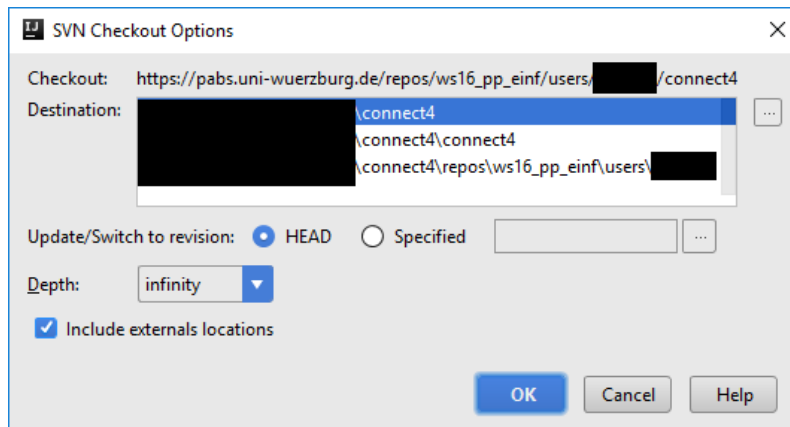 IJ SVN Checkout Options
Checkout: https://pabs.uni-wuerzburg.de/repos/ws16_pp_einf/users/ /connect4
Destination: \connect4
...
\connect4\connect4
\connect4\repos\ws16_pp_einf\users\
Update/Switch to revision: HEAD Specified ...
Depth: infinity
Include externals locations
OK Cancel Help